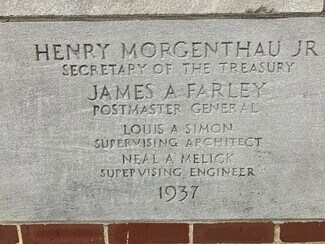 HENRY MORGENTHAU JR
SECRETARY OF THE TREASURY
JAMES A FARLEY
POSTMASTER GENERAL
LOUIS A SIMON
SUPERVISING ARCHITECT
NEAL A MELICK
SUPERVISING ENGINEER
1937